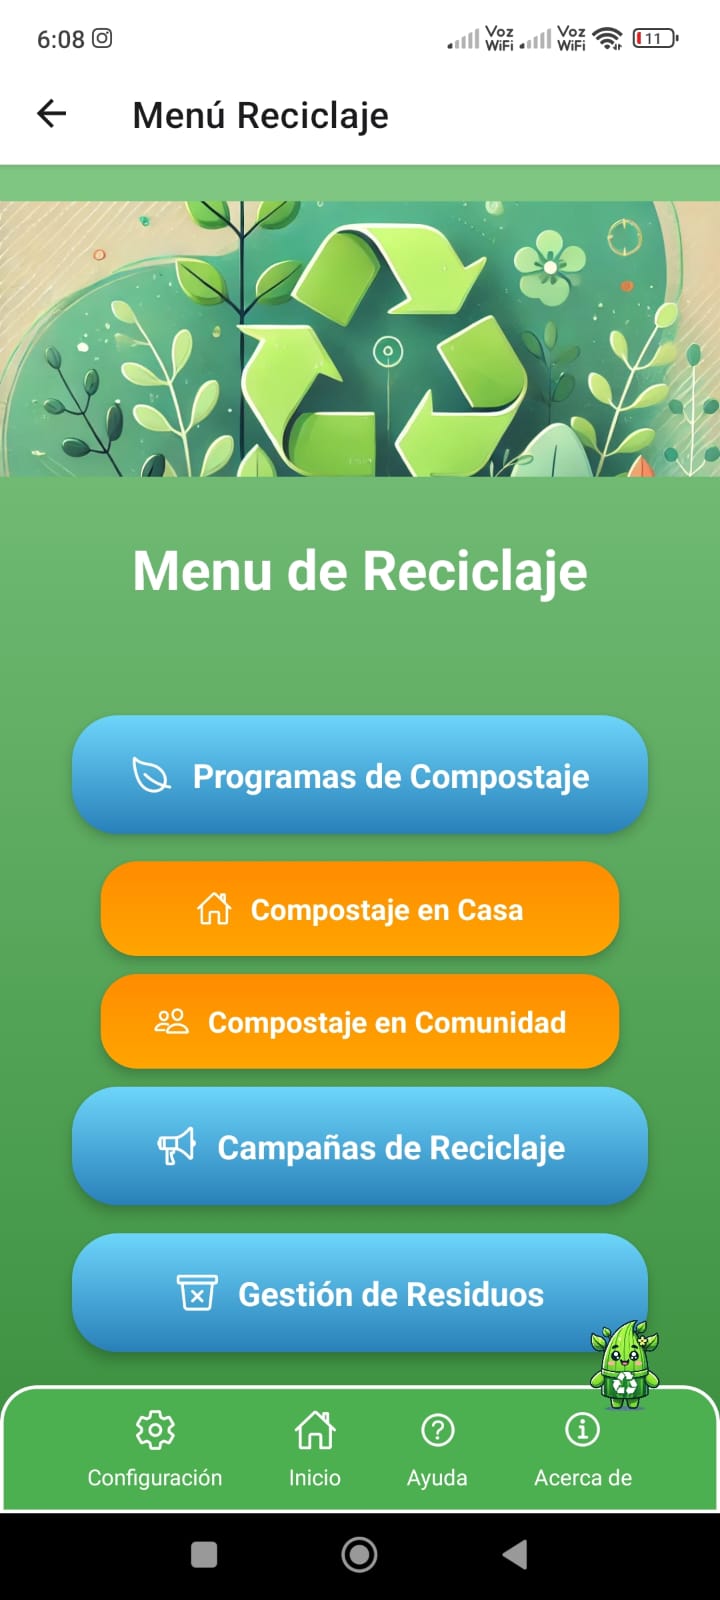 6:08
Voz WiFi
Voz WiFi
11
Menú Reciclaje
Menu de Reciclaje
Programas de Compostaje
Compostaje en Casa
Compostaje en Comunidad
Campañas de Reciclaje
Gestión de Residuos
Configuración
Inicio
Ayuda
Acerca de